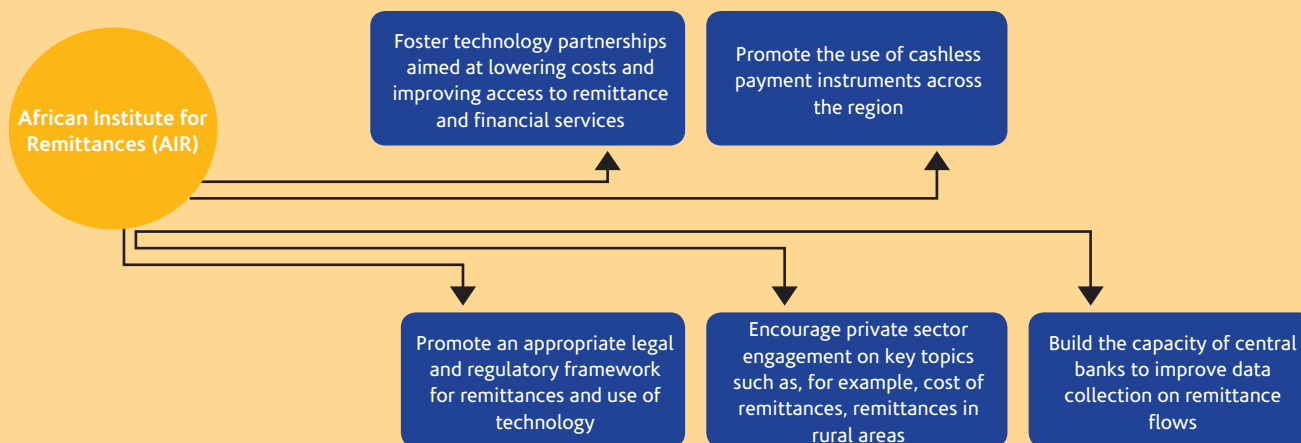 African Institute for
Remittances (AIR)
Foster technology partnerships
aimed at lowering costs and
improving access to remittance
and financial services
Promote the use of cashless
payment instruments across
the region
Promote an appropriate legal
and regulatory framework
for remittances and use of
technology
Encourage private sector
engagement on key topics
such as, for example, cost of
remittances, remittances in
rural areas
Build the capacity of central
banks to improve data
collection on remittance
flows